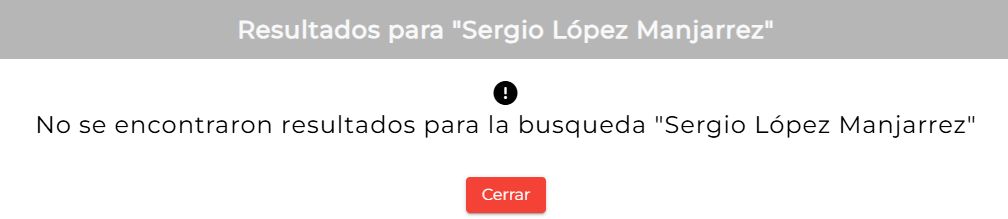 Resultados para "Sergio López Manjarrez"
No se encontraron resultados para la busqueda "Sergio López Manjarrez"
Cerrar